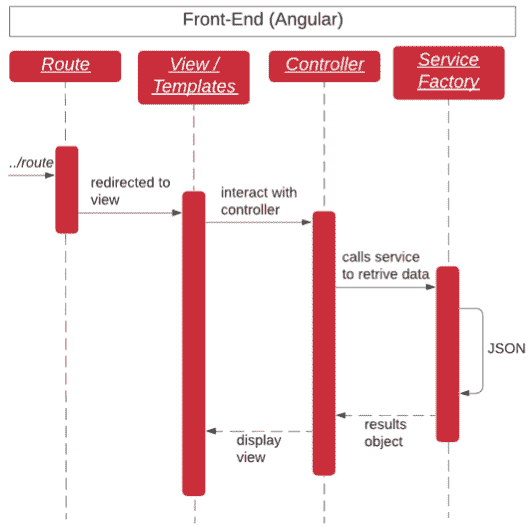 Front-End (Angular)
Route
View /
Templates
Controller
Service
Factory
../route
redirected to
view
interact with
controller
calls service
to retrive data
JSON
results
object
display
view